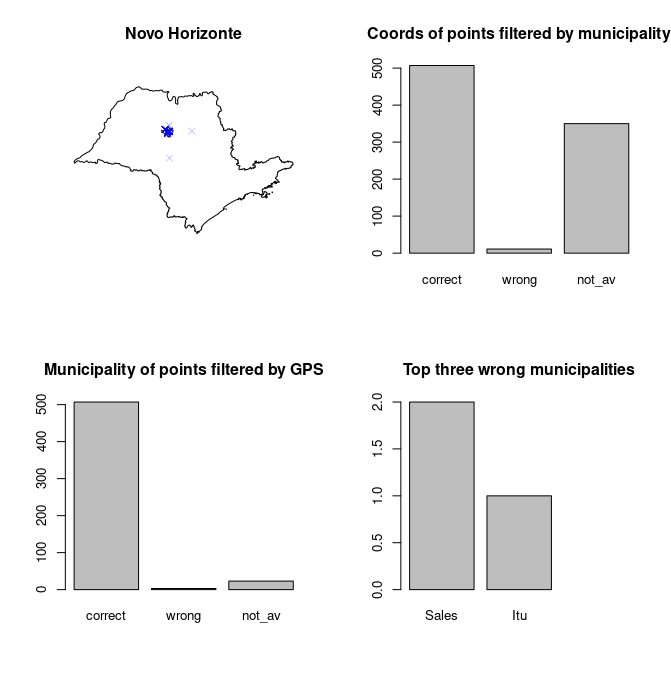 Novo Horizonte
Coords of points filtered by municipality
500
400
300
200
100
0
correct wrong not_av
Municipality of points filtered by GPS
500
400
300
200
100
0
correct wrong not_av
Top three wrong municipalities
2.0
1.5
1.0
0.5
0.0
Sales Itu